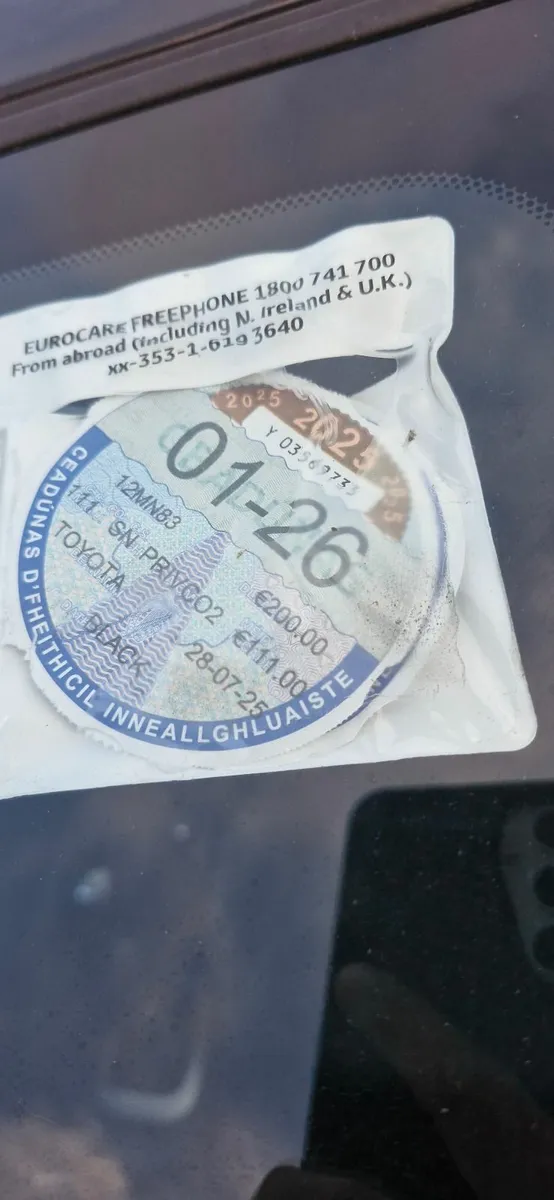 EUROCARE FREEPHONE 1800 741 700
From abroad (including N. Ireland & U.K.)
xx-353-1-619 3640
2025 2025 2025
Y 03569733
01-26
12MN83
111 SN PRIVCO2 €200.00
TOYOTA €111.00
BLACK 28-07-25
CEADÚNAS D'FHEITHICIL INNEALLGHLUAISTE